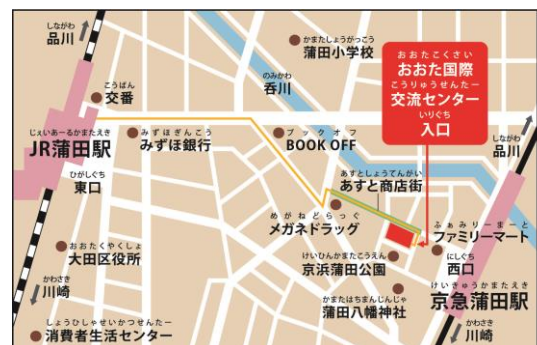 しながわ
品川
こうばん
交番
じぇいあーるかまたえき
JR蒲田駅
ひがしぐち
東口
みずほぎんこう
みずほ銀行
かまたしょうがっこう
蒲田小学校
のみかわ
呑川
ブックオフ
BOOK OFF
おおたこくさい
おおた国際
こうりゅうせんたー
交流センター
いりぐち
入口
しながわ
品川
あすとしょうてんがい
あすと商店街
めがねどらっぐ
メガネドラッグ
ふぁみりーまーと
ファミリーマート
にしぐち
西口
けいひんかまたこうえん
京浜蒲田公園
けいきゅうかまたえき
京急蒲田駅
かまたはちまんじんじゃ
蒲田八幡神社
おおたくやくしょ
大田区役所
かわさき
川崎
しょうひしゃせいかつせんたー
消費者生活センター
かわさき
川崎